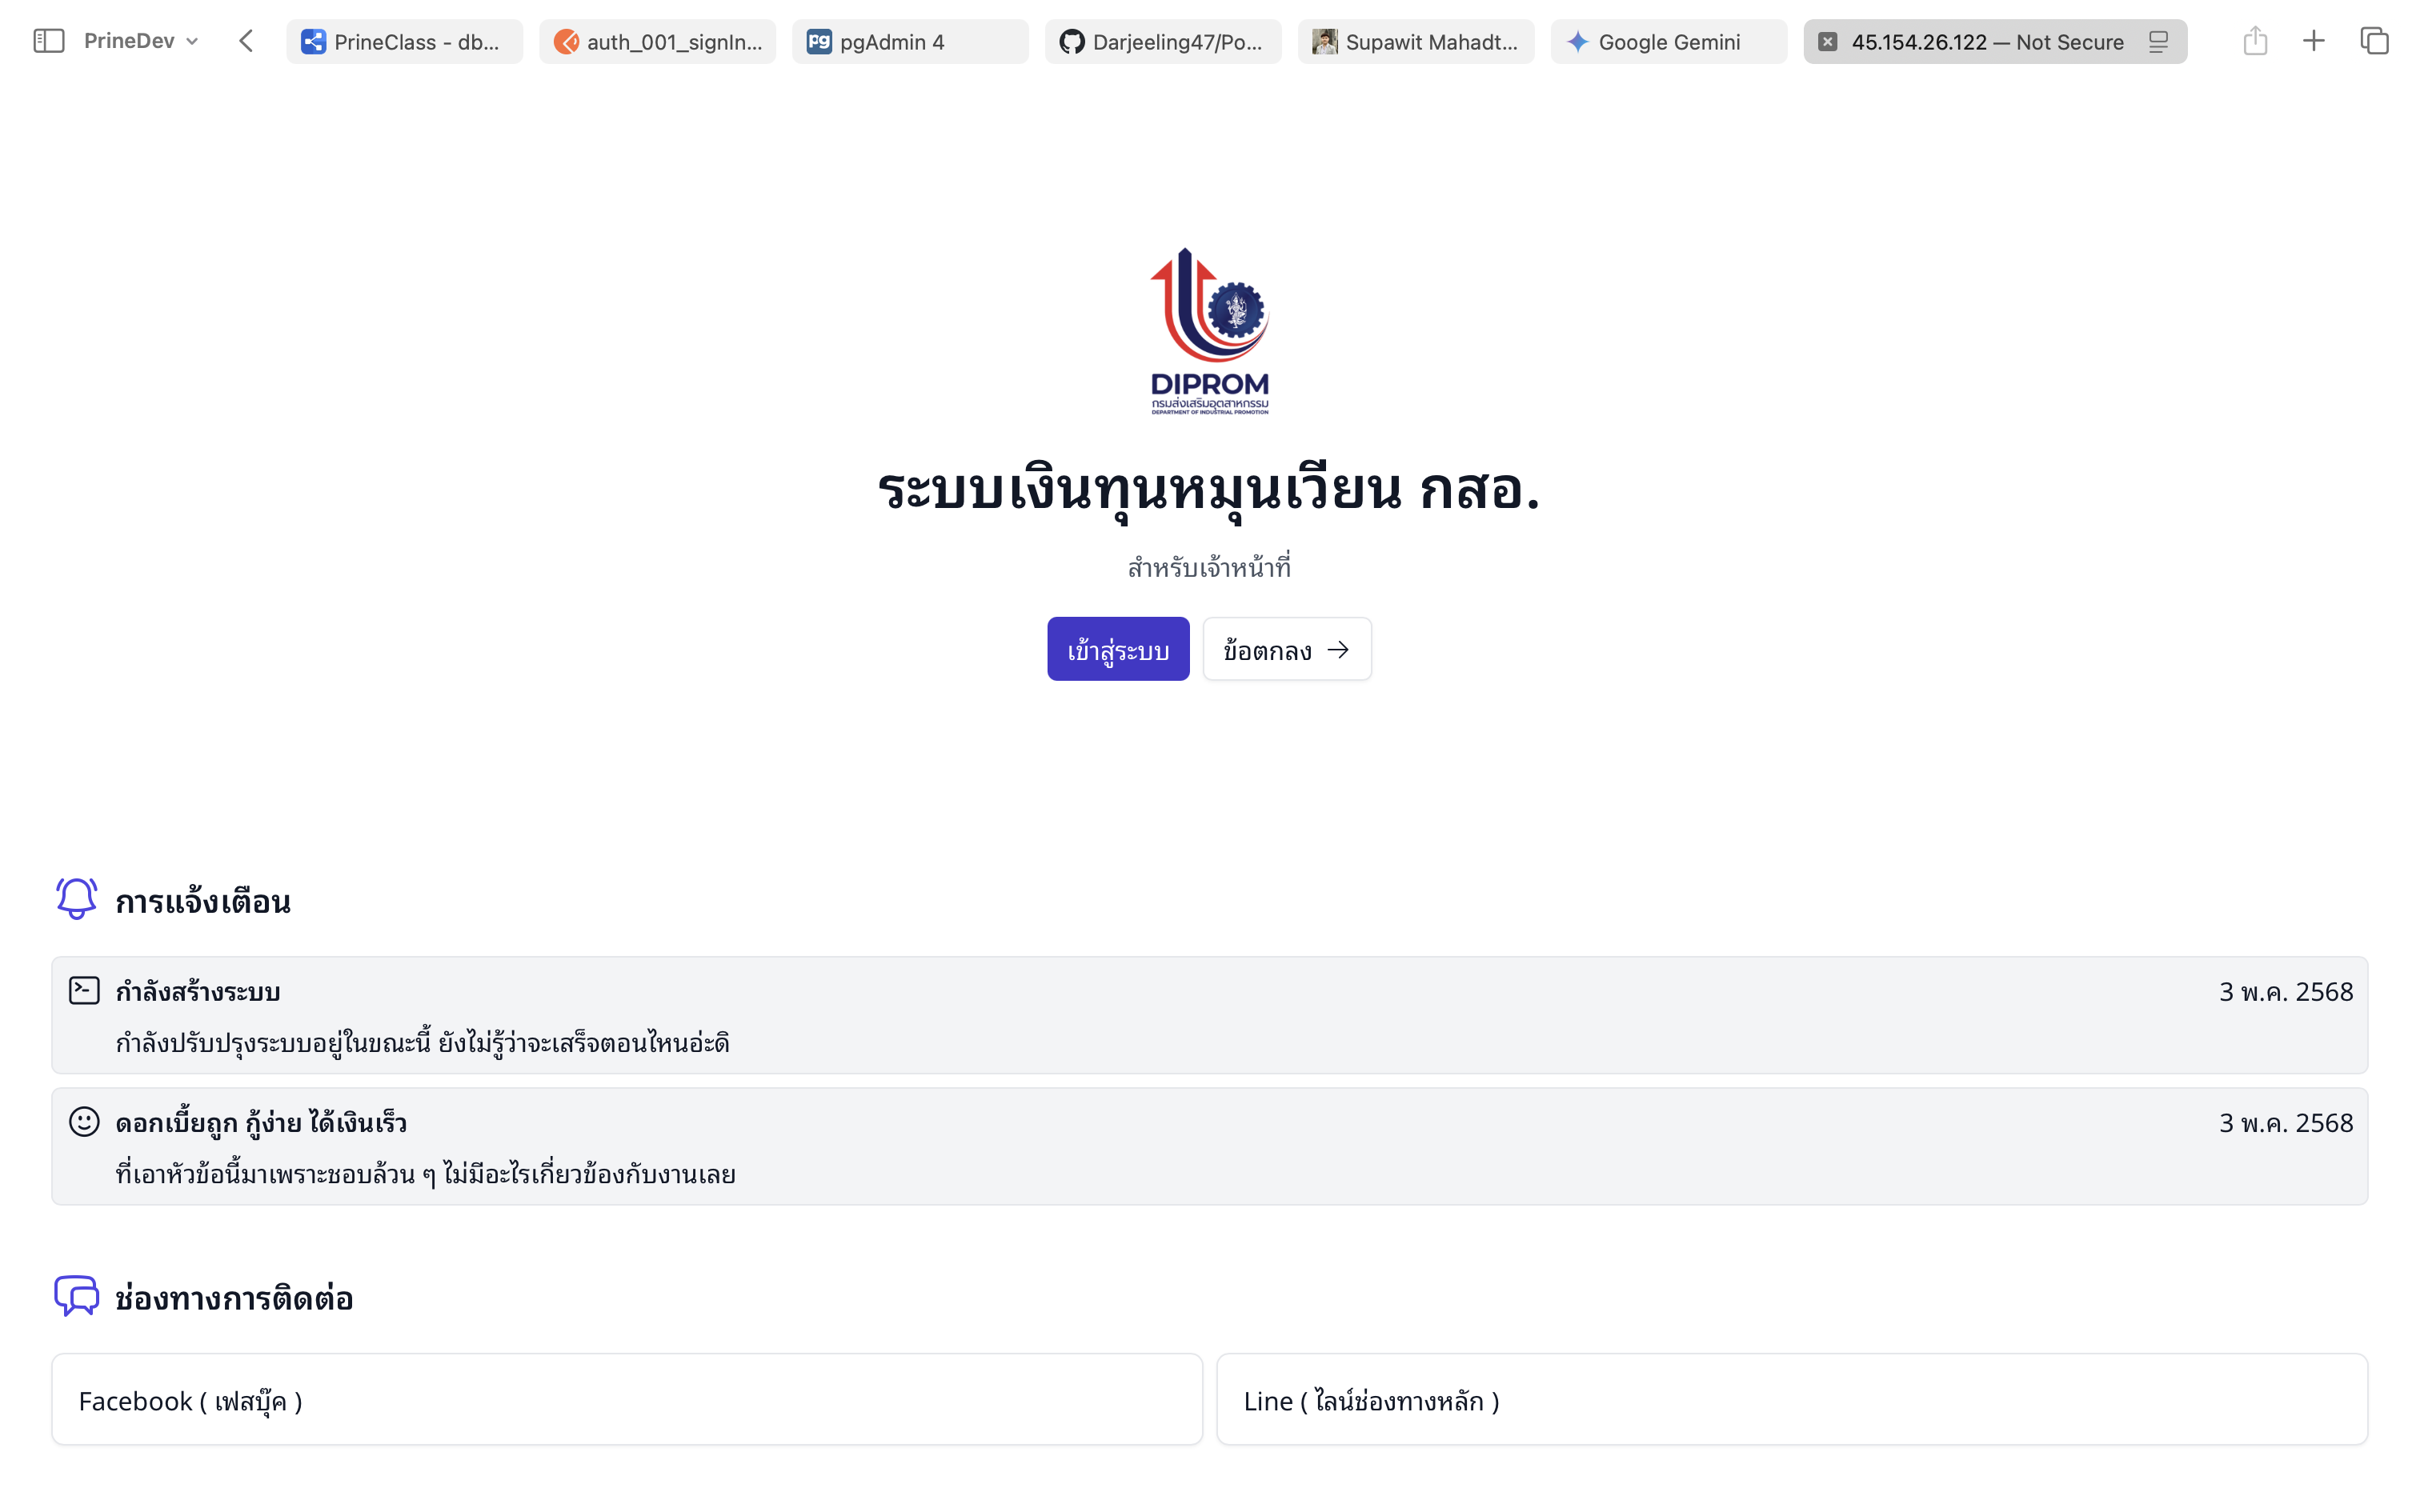 PrineDev
PrineClass - db...
auth_001_signIn...
pgAdmin 4
Darjeeling47/Po...
Supawit Mahadt...
Google Gemini
45.154.26.122 — Not Secure
DIPROM
กรมส่งเสริมอุตสาหกรรม
DEPARTMENT OF INDUSTRIAL PROMOTION
ระบบเงินทุนหมุนเวียน กสอ.
สำหรับเจ้าหน้าที่
เข้าสู่ระบบ
ข้อตกลง →
การแจ้งเตือน
กำลังสร้างระบบ
3 พ.ค. 2568
กำลังปรับปรุงระบบอยู่ในขณะนี้ ยังไม่รู้ว่าจะเสร็จตอนไหนอ่ะดิ
ดอกเบี้ยถูก กู้ง่าย ได้เงินเร็ว
3 พ.ค. 2568
ที่เอาหัวข้อนี้มาเพราะชอบล้วน ๆ ไม่มีอะไรเกี่ยวข้องกับงานเลย
ช่องทางการติดต่อ
Facebook ( เฟสบุ๊ค )
Line ( ไลน์ช่องทางหลัก )